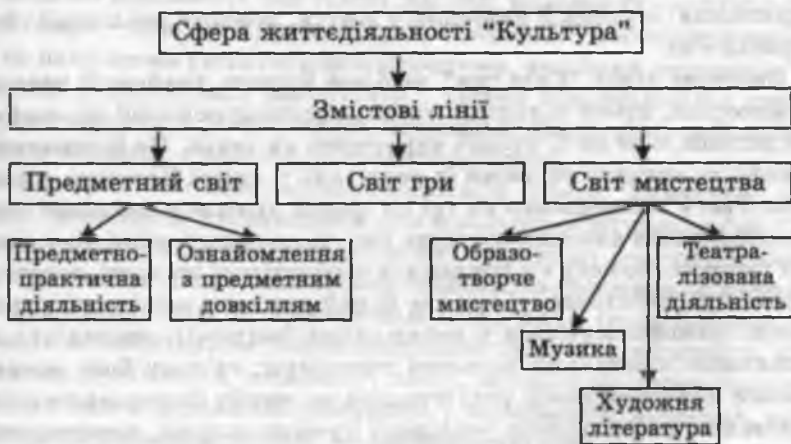 Сфера життєдіяльності “Культура”
Змістові лінії
Предметний світ
Світ гри
Світ мистецтва
Предметно-
практична
діяльність
Ознайомлення
з предметним
довкіллям
Образо-
творче
мистецтво
Музика
Художня
література
Театра-
лізована
діяльність